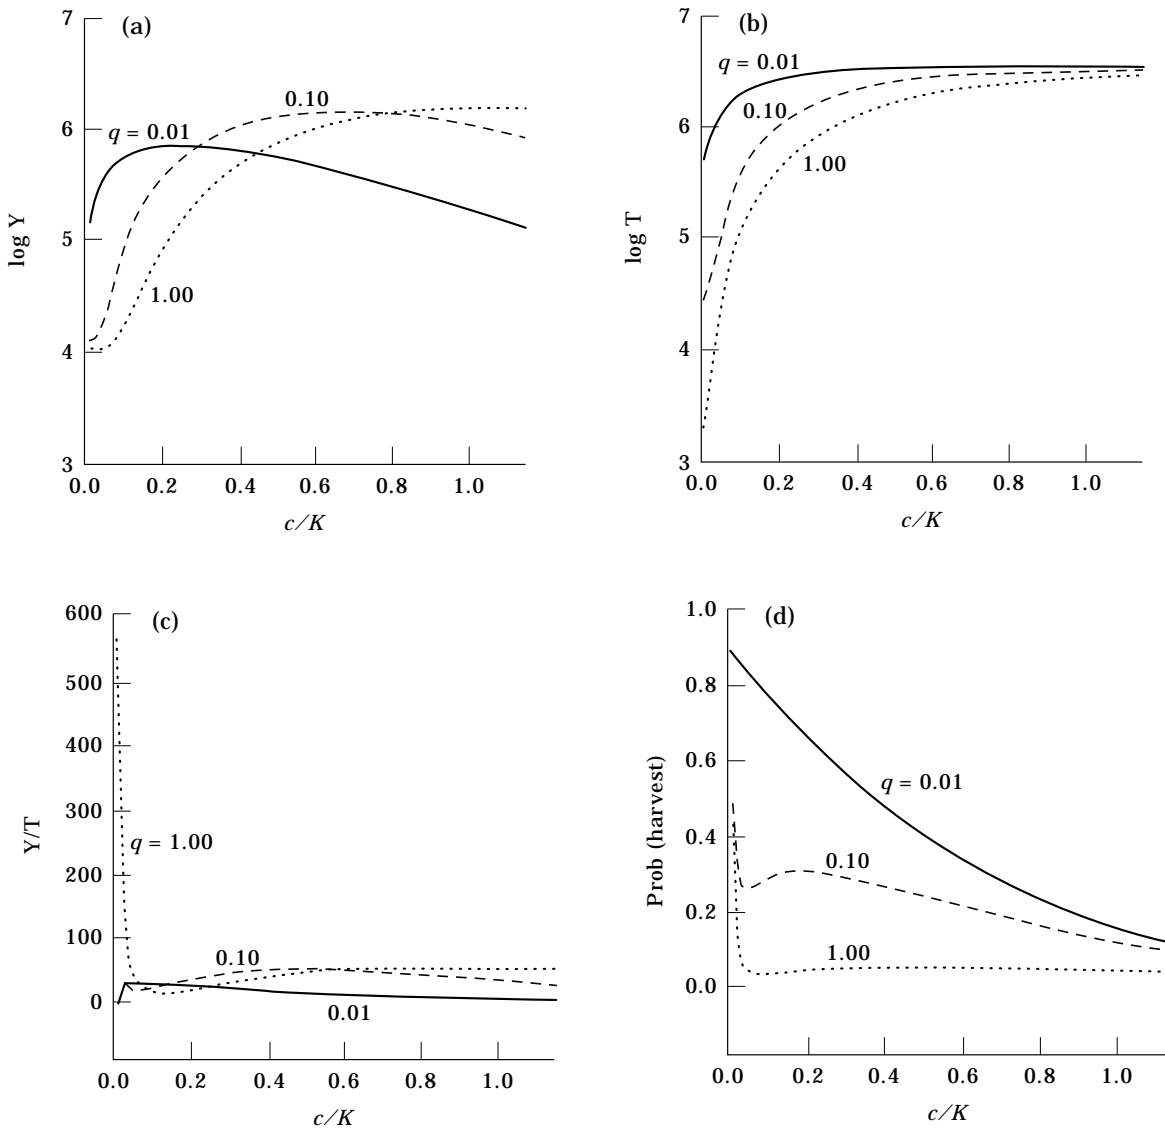 (a)
7
6
5
4
3
log Y
q = 0.01
0.10
1.00
0.0 0.2 0.4 0.6 0.8 1.0
c/K
(b)
7
6
5
4
3
log T
q = 0.01
0.10
1.00
0.0 0.2 0.4 0.6 0.8 1.0
c/K
(c)
600
500
400
300
200
100
0
Y/T
q = 1.00
0.10
0.01
0.0 0.2 0.4 0.6 0.8 1.0
c/K
(d)
1.0
0.8
0.6
0.4
0.2
0.0
Prob (harvest)
q = 0.01
0.10
1.00
0.0 0.2 0.4 0.6 0.8 1.0
c/K